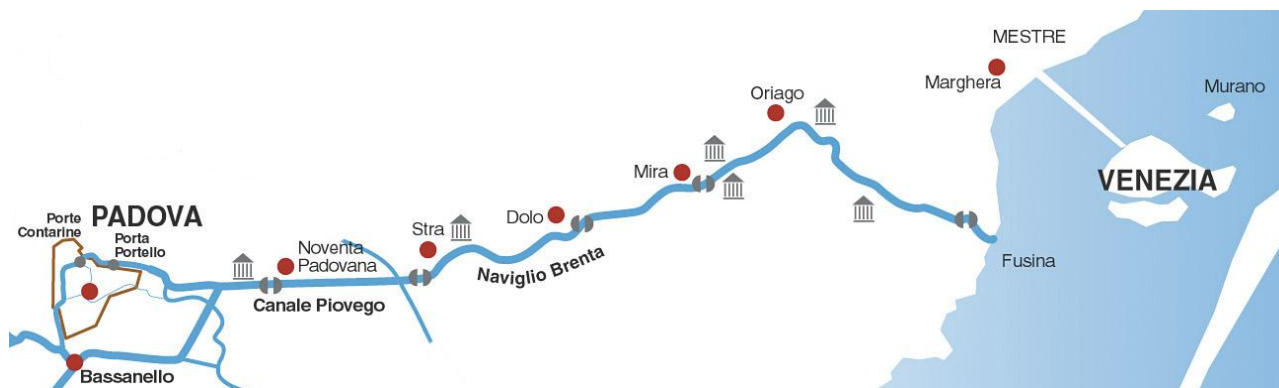 PADOVA
Porte
Contarine
Porta
Portello
Bassanello
Noventa
Padovana
Canale Piovego
Stra
Dolo
Naviglio Brenta
Mira
Oriago
MESTRE
Marghera
Murano
VENEZIA
Fusina